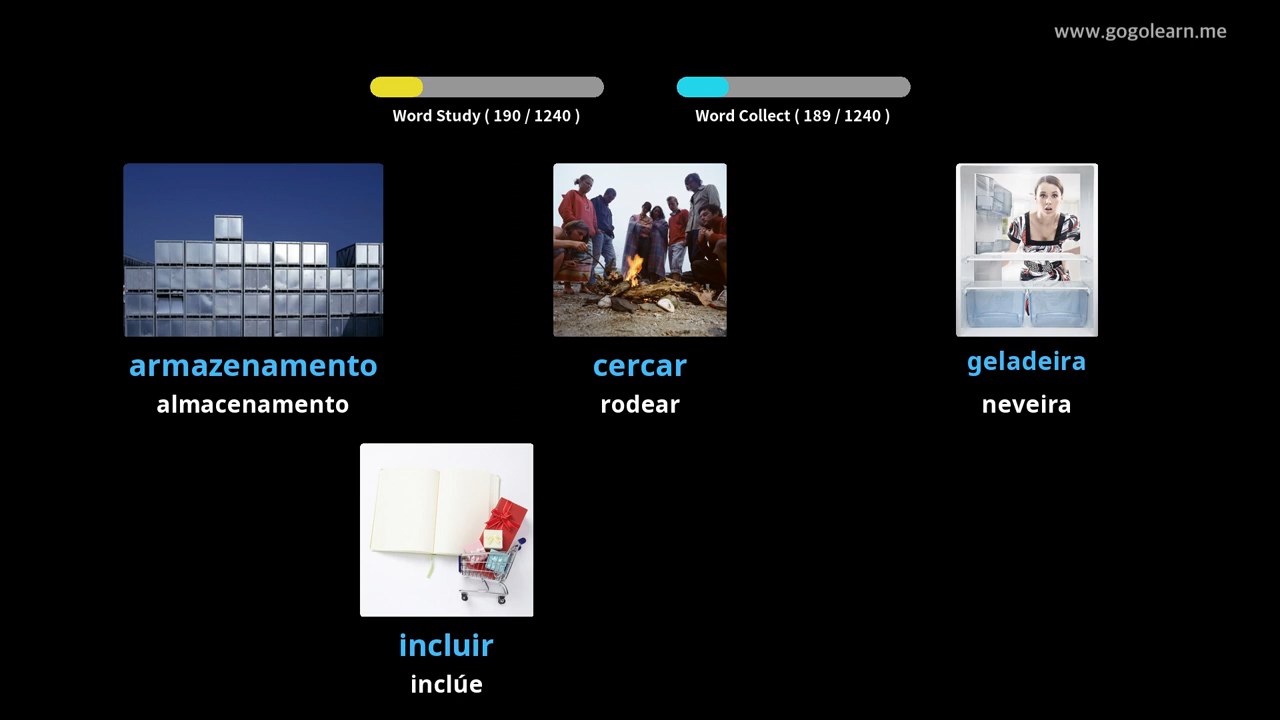 www.gogolearn.me
Word Study ( 190 / 1240 )
Word Collect ( 189 / 1240 )
armazenamento
almacenamento
cercar
rodear
geladeira
neveira
incluir
inclúe